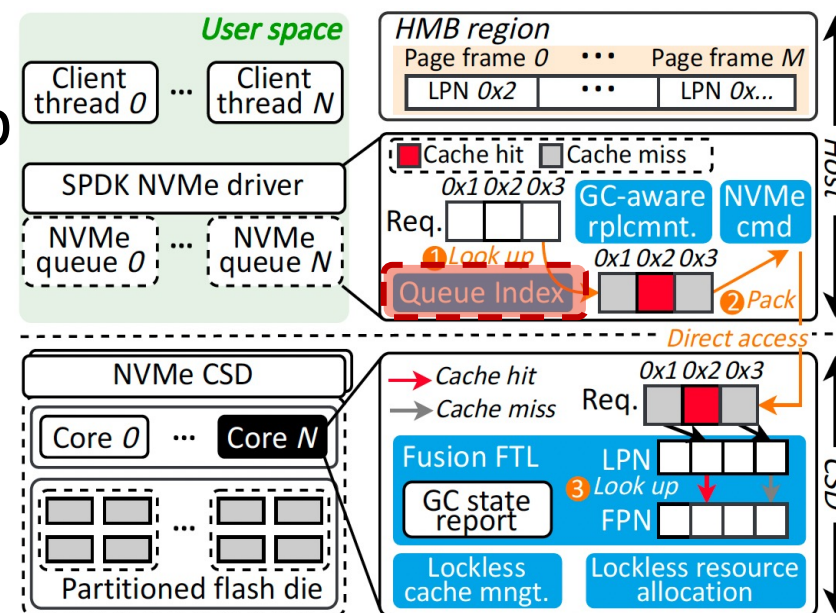 User space
Client
thread 0
...
Client
thread N
SPDK NVMe driver
NVMe
queue 0
...
NVMe
queue N
HMB region
Page frame 0 ... Page frame M
LPN 0x2 ... LPN 0x...
Cache hit Cache miss
0x1 0x2 0x3
Req.
GC-aware
rplcmnt.
NVMe
cmd
1 Look up
Queue Index
0x1 0x2 0x3
2 Pack
Host
Direct access
NVMe CSD
Core 0 ... Core N
...
Partitioned flash die
Cache hit
Cache miss
0x1 0x2 0x3
Req.
Fusion FTL
GC state
report
LPN
3 Look up
FPN
Lockless
cache mngt.
Lockless resource
allocation
CSD